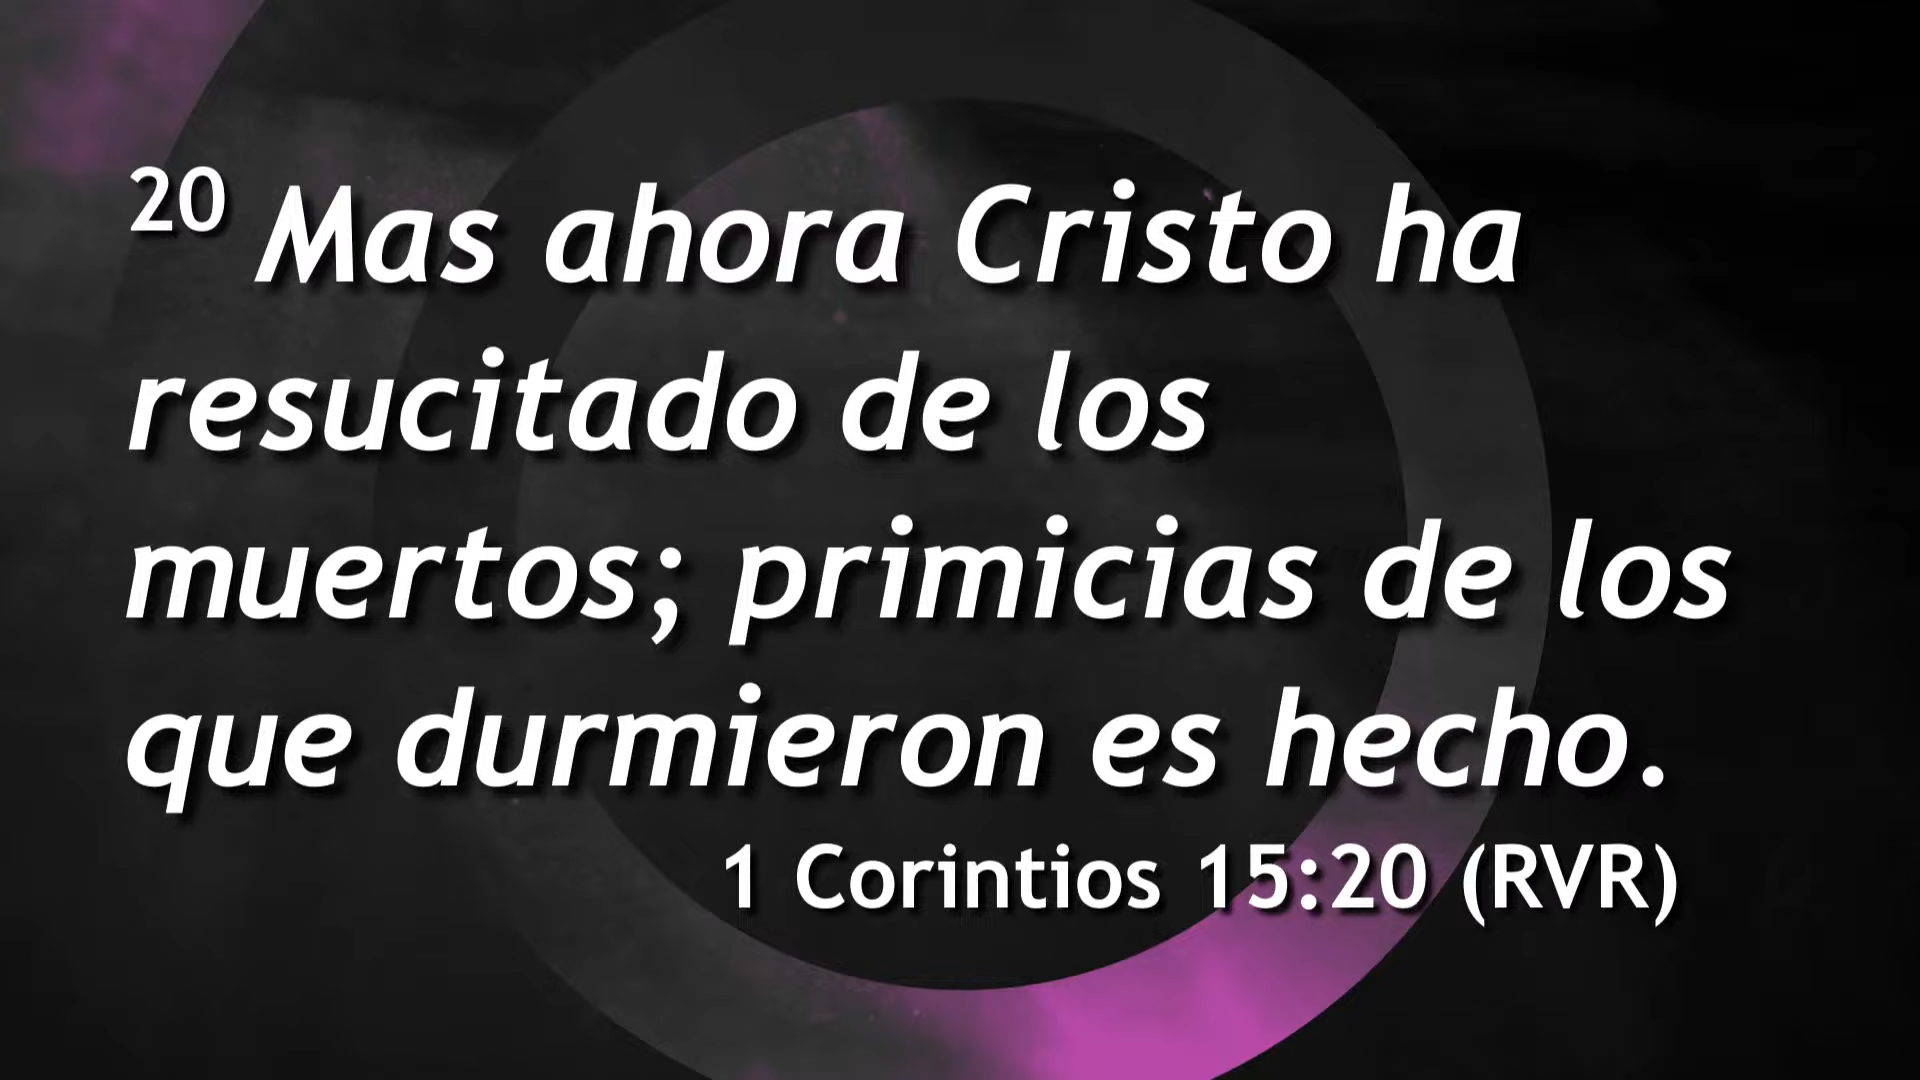 20 Mas ahora Cristo ha
resucitado de los
muertos; primicias de los
que durmieron es hecho.
1 Corintios 15:20 (RVR)